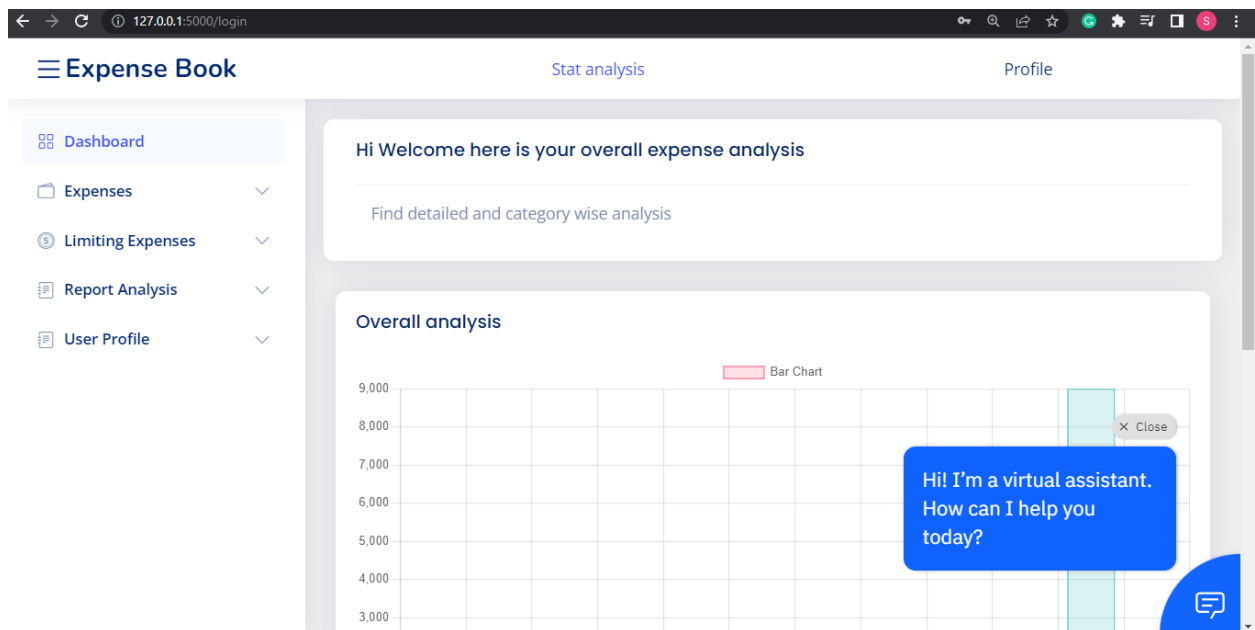 127.0.0.1:5000/login
G
S
Expense Book
Stat analysis
Profile
Dashboard
Expenses
Limiting Expenses
Report Analysis
User Profile
Hi Welcome here is your overall expense analysis
Find detailed and category wise analysis
Overall analysis
Bar Chart
9,000
8,000
7,000
6,000
5,000
4,000
3,000
× Close
Hi! I'm a virtual assistant.
How can I help you
today?